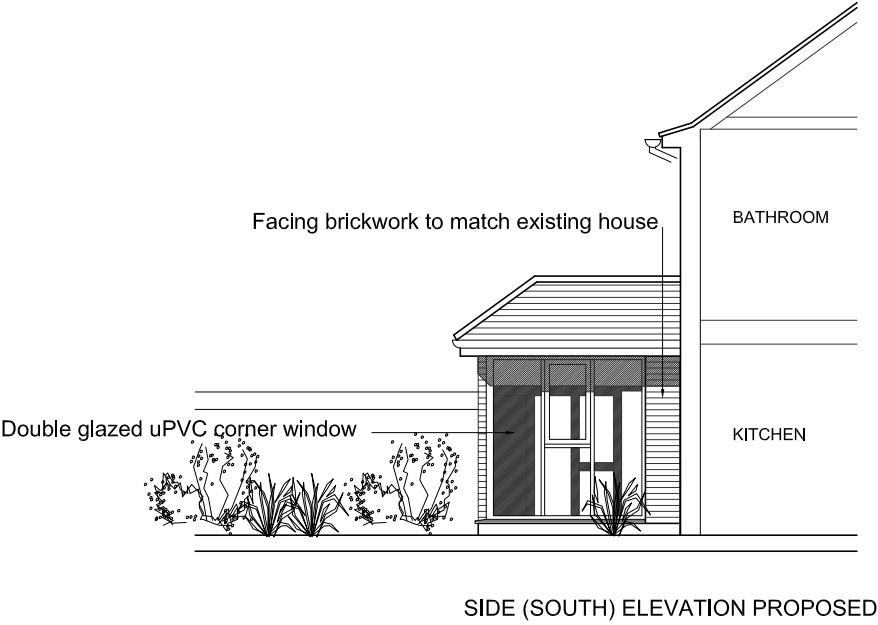 Facing brickwork to match existing house
BATHROOM
Double glazed uPVC corner window
KITCHEN
SIDE (SOUTH) ELEVATION PROPOSED